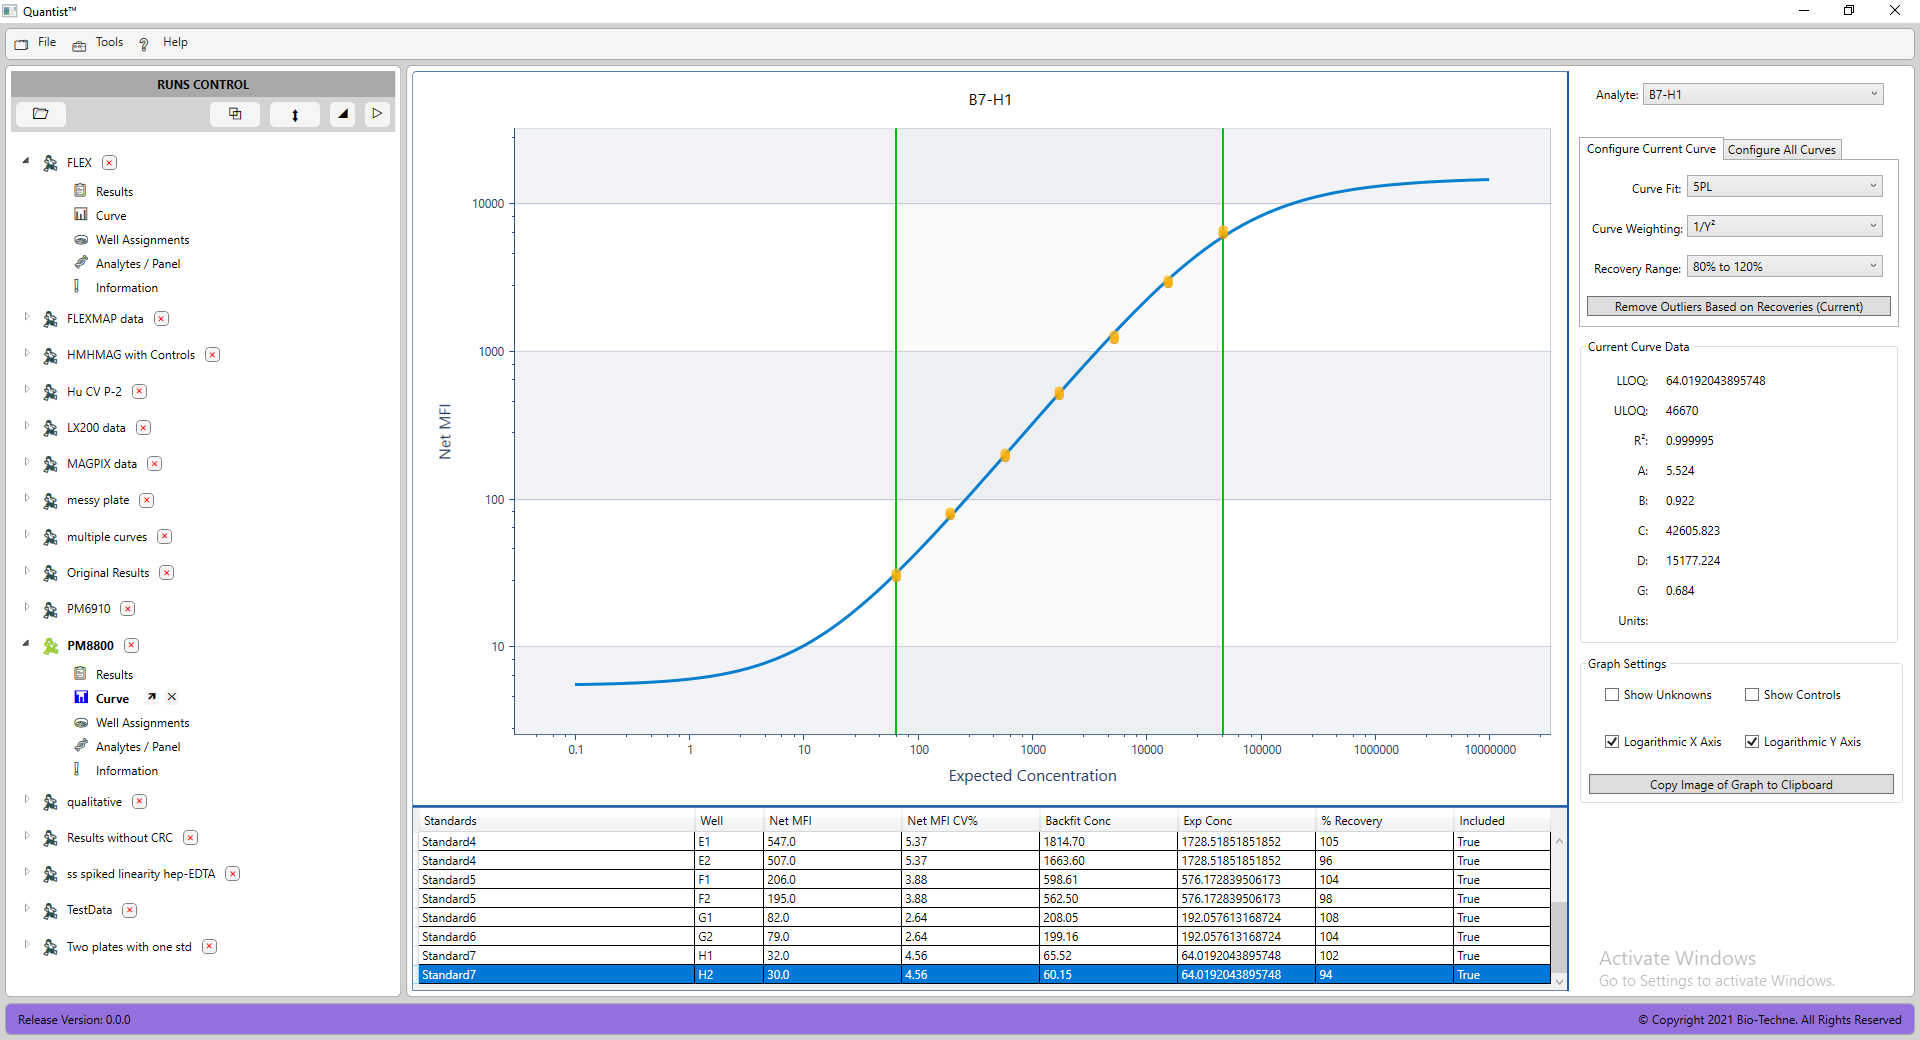 Quantist™
File Tools ? Help
RUNS CONTROL
FLEX
Results
Curve
Well Assignments
Analytes / Panel
Information
FLEXMAP data
HMHMAG with Controls
Hu CV P-2
LX200 data
MAGPIX data
messy plate
multiple curves
Original Results
PM6910
PM8800
Results
Curve
Well Assignments
Analytes / Panel
Information
qualitative
Results without CRC
ss spiked linearity hep-EDTA
TestData
Two plates with one std
B7-H1
Net MFI
10000
1000
100
10
0.1 1 10 100 1000 10000 100000 1000000 10000000
Expected Concentration
Standards Well Net MFI Net MFI CV% Backfit Conc Exp Conc % Recovery Included
Standard4 E1 547.0 5.37 1814.70 1728.51851851852 105 True
Standard4 E2 507.0 5.37 1663.60 1728.51851851852 96 True
Standard5 F1 206.0 3.88 598.61 576.172839506173 104 True
Standard5 F2 195.0 3.88 562.50 576.172839506173 98 True
Standard6 G1 82.0 2.64 208.05 192.057613168724 108 True
Standard6 G2 79.0 2.64 199.16 192.057613168724 104 True
Standard7 H1 32.0 4.56 65.52 64.0192043895748 102 True
Standard7 H2 30.0 4.56 60.15 64.0192043895748 94 True
Analyte: B7-H1
Configure Current Curve Configure All Curves
Curve Fit: 5PL
Curve Weighting: 1/Y²
Recovery Range: 80% to 120%
Remove Outliers Based on Recoveries (Current)
Current Curve Data
LLOQ: 64.0192043895748
ULOQ: 46670
R²: 0.999995
A: 5.524
B: 0.922
C: 42605.823
D: 15177.224
G: 0.684
Units:
Graph Settings
Show Unknowns Show Controls
Logarithmic X Axis Logarithmic Y Axis
Copy Image of Graph to Clipboard
Activate Windows
Go to Settings to activate Windows.
Release Version: 0.0.0
© Copyright 2021 Bio-Techne. All Rights Reserved